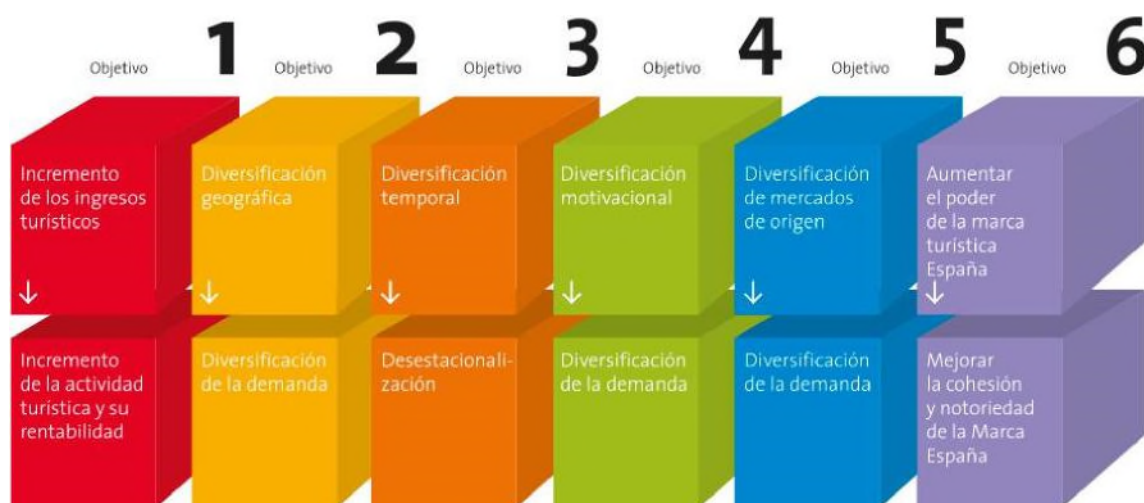 Objetivo 1
Objetivo 2
Objetivo 3
Objetivo 4
Objetivo 5
Objetivo 6
Incremento
de los ingresos
turísticos
Diversificación
geográfica
Diversificación
temporal
Diversificación
motivacional
Diversificación
de mercados
de origen
Aumentar
el poder
de la marca
turística
España
Incremento
de la actividad
turística y su
rentabilidad
Diversificación
de la demanda
Desestacionali-
zación
Diversificación
de la demanda
Diversificación
de la demanda
Mejorar
la cohesión
y notoriedad
de la Marca
España